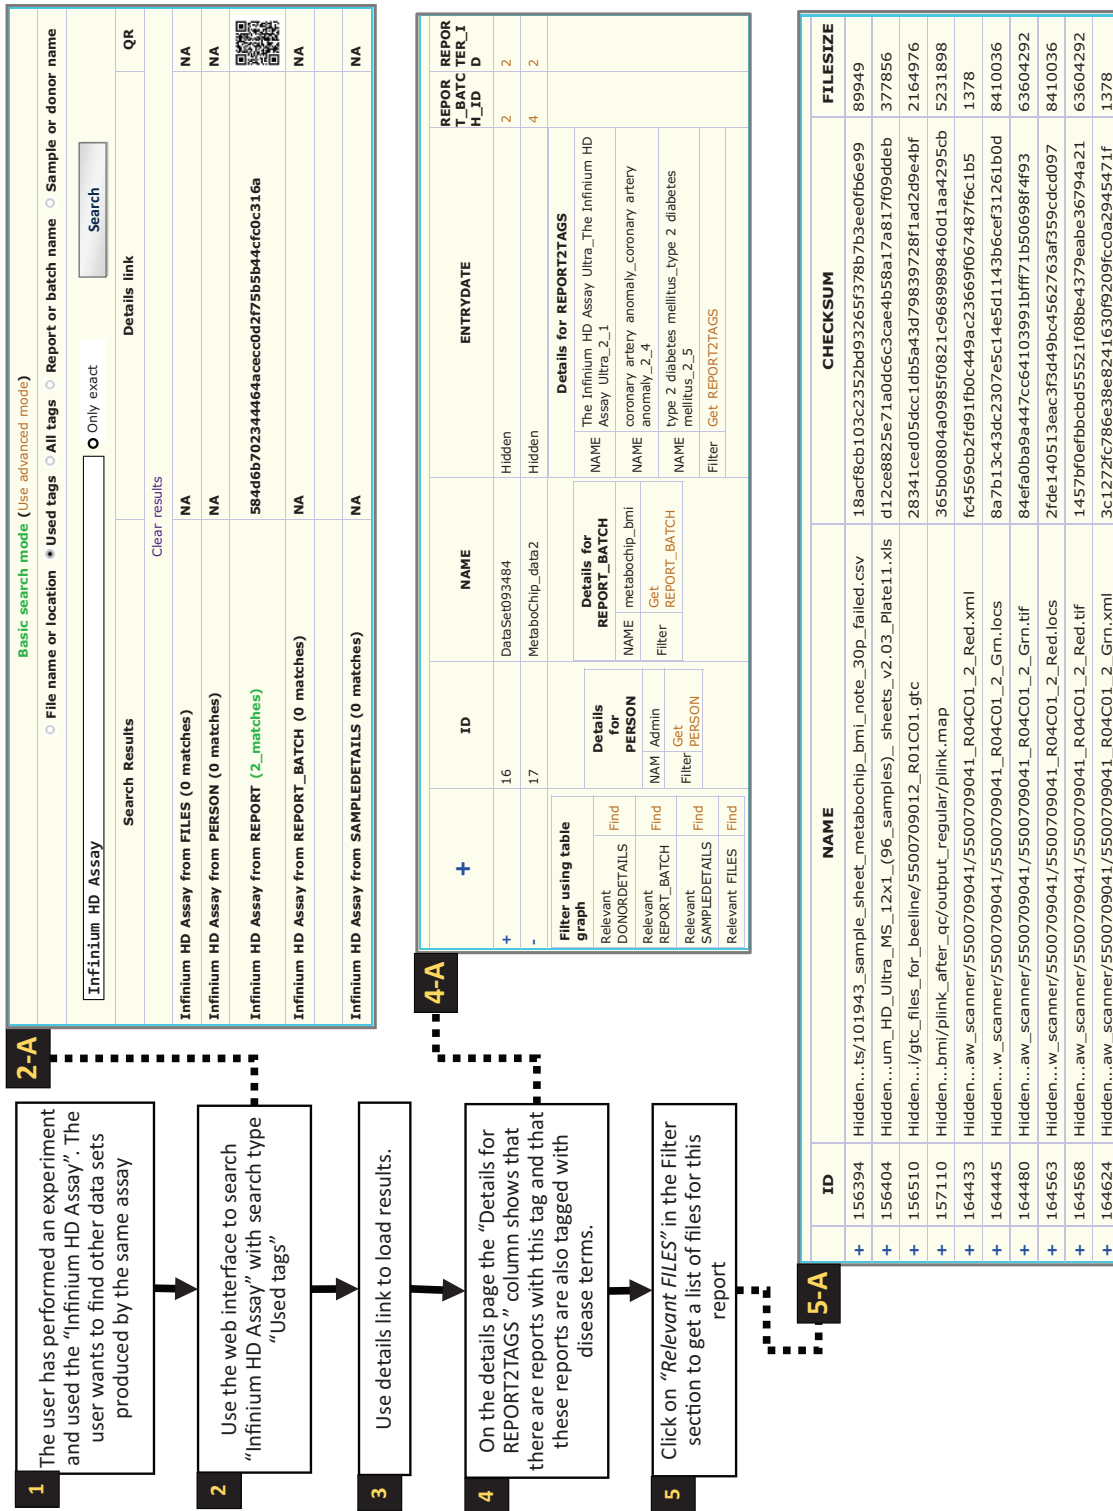 1
The user has performed an experiment
and used the “Infinium HD Assay”. The
user wants to find other data sets
produced by the same assay
2
Use the web interface to search
“Infinium HD Assay” with search type
“Used tags”
3
Use details link to load results.
4
On the details page the “Details for
REPORT2TAGS” column shows that
there are reports with this tag and that
these reports are also tagged with
disease terms.
5
Click on “Relevant FILES” in the Filter
section to get a list of files for this
report
2-A
Basic search mode (Use advanced mode)
File name or location Used tags All tags Report or batch name Sample or donor name
Infinium HD Assay Only exact Search
Search Results Details link QR
Clear results
Infinium HD Assay from FILES (0 matches) NA NA
Infinium HD Assay from PERSON (0 matches) NA NA
Infinium HD Assay from REPORT (2_matches) 584d6b702344464acecc0d2f75b5b44cfc0c316a
Infinium HD Assay from REPORT_BATCH (0 matches) NA NA
Infinium HD Assay from SAMPLEDETAILS (0 matches) NA NA
4-A
+ ID NAME ENTRYDATE REPOR
T_BATC
H_ID REPOR
TER_I
D
+ 16 DataSet093484 Hidden 2 2
- 17 MetaboChip_data2 Hidden 4 2
Filter using table
graph
Relevant
DONORDETAILS Find
Relevant
REPORT_BATCH Find
Relevant
SAMPLEDETAILS Find
Relevant FILES Find
Details
for
PERSON
NAM Admin
Filter Get
PERSON
Details for
REPORT_BATCH
NAME metabochip_bmi
Filter Get
REPORT_BATCH
Details for REPORT2TAGS
NAME The Infinium HD Assay Ultra_The Infinium HD
Assay Ultra_2_1
NAME coronary artery anomaly_coronary artery
anomaly_2_4
NAME type 2 diabetes mellitus_type 2 diabetes
mellitus_2_5
Filter Get REPORT2TAGS
5-A
ID NAME CHECKSUM FILESIZE
+ 156394 Hidden...ts/101943_sample_sheet_metabochip_bmi_note_30p_failed.csv 18acf8cb103c2352bd93265f378b7b3ee0fb6e99 89949
+ 156404 Hidden...um_HD_Ultra_MS_12x1_(96_samples)_ sheets_v2.03_Plate11.xls d12ce8825e71a0dc6c3cae4b58a17a817f09ddeb 377856
+ 156510 Hidden...i/gtc_files_for_beeline/5500709012_R01C01.gtc 28341ced05dcc1db5a43d79839728f1ad2d9e4bf 2164976
+ 157110 Hidden...bmi/plink_after_qc/output_regular/plink.map 365b00804a0985f0821c9689898460d1aa4295cb 5231898
+ 164433 Hidden...aw_scanner/5500709041/5500709041_R04C01_2_Red.xml fc4569cb2fd91fb0c449ac23669f067487f6c1b5 1378
+ 164445 Hidden...w_scanner/5500709041/5500709041_R04C01_2_Grn.locs 8a7b13c43dc2307e5c14e5d1143b6cef31261b0d 8410036
+ 164480 Hidden...aw_scanner/5500709041/5500709041_R04C01_2_Grn.tif 84efa0ba9a447cc64103991bfff71b50698f4f93 63604292
+ 164563 Hidden...w_scanner/5500709041/5500709041_R04C01_2_Red.locs 2fde140513eac3f3d49bc4562763af359cdcd097 8410036
+ 164568 Hidden...aw_scanner/5500709041/5500709041_R04C01_2_Red.tif 1457bf0efbbcbd555521f08be4379eabe36794a21 63604292
+ 164624 Hidden...aw_scanner/5500709041/5500709041_R04C01_2_Grn.xml 3c1272fc786e38e8241630f9209fcc0a2945471f 1378